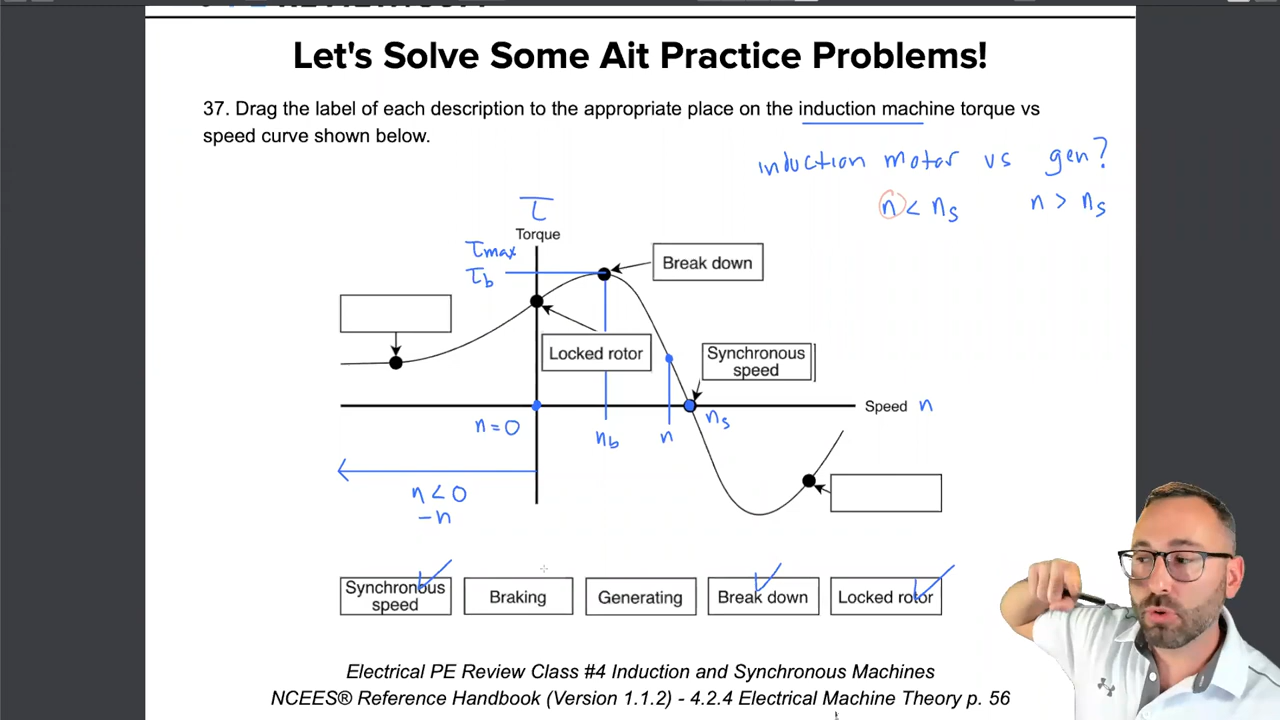 Let's Solve Some Ait Practice Problems!
37. Drag the label of each description to the appropriate place on the induction machine torque vs
speed curve shown below.
induction motor vs gen?
n < ns n > ns
τ
Torque
τmax
τb
Break down
Locked rotor
Synchronous
speed
Speed n
n=0
nb
n
ns
n<0
-n
Synchronous
speed
Braking
Generating
Break down
Locked rotor
Electrical PE Review Class #4 Induction and Synchronous Machines
NCEES® Reference Handbook (Version 1.1.2) - 4.2.4 Electrical Machine Theory p. 56